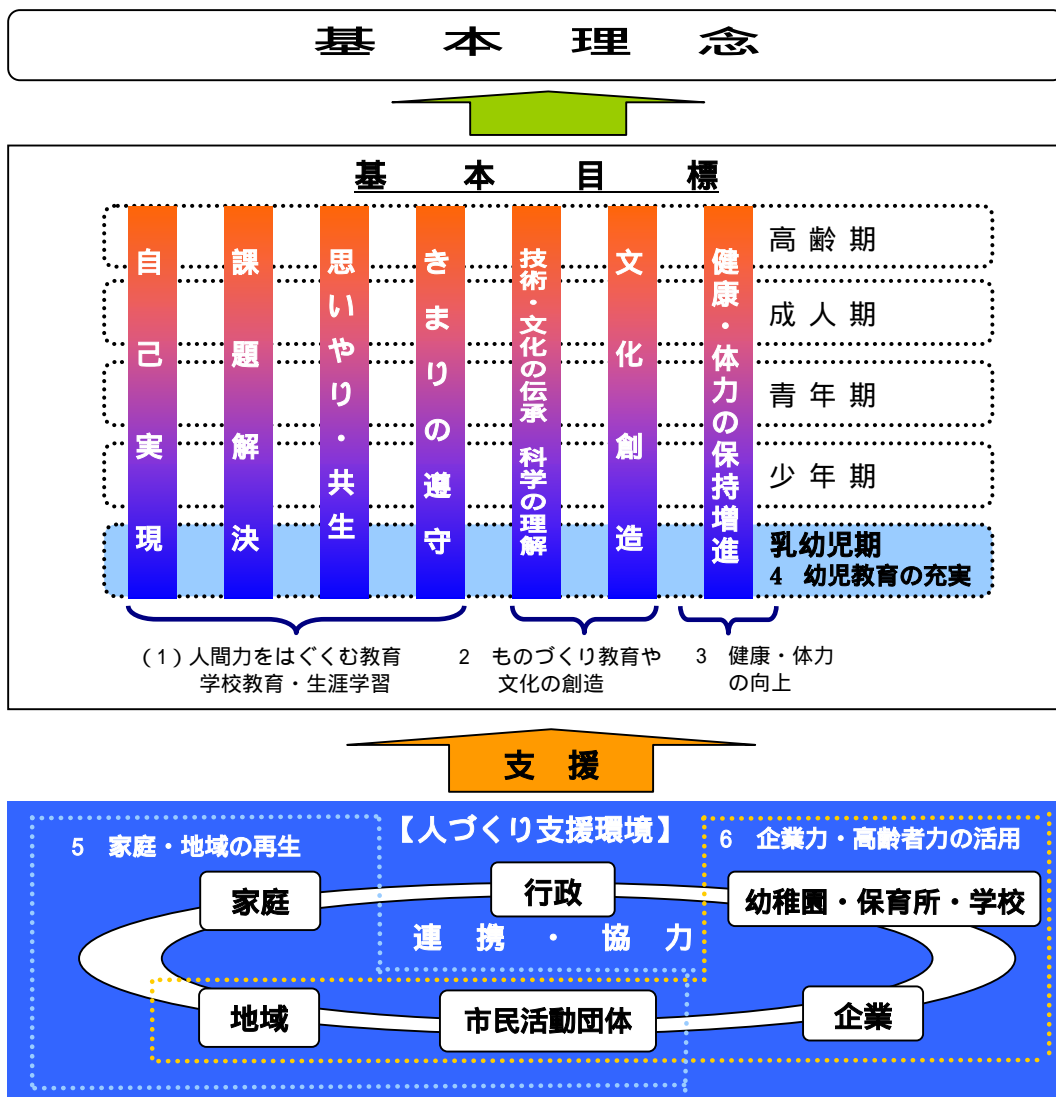 基本理念
基本目標
自己実現
課題解決
思いやり・共生
きまりの遵守
技術・文化の伝承 科学の理解
文化創造
健康・体力の保持増進
高齢期
成人期
青年期
少年期
乳幼児期
4 幼児教育の充実
(1)人間力をはぐくむ教育
学校教育・生涯学習
2 ものづくり教育や
文化の創造
3 健康・体力
の向上
支援
【人づくり支援環境】
5 家庭・地域の再生
6 企業力・高齢者力の活用
家庭
行政
幼稚園・保育所・学校
連携・協力
地域
市民活動団体
企業